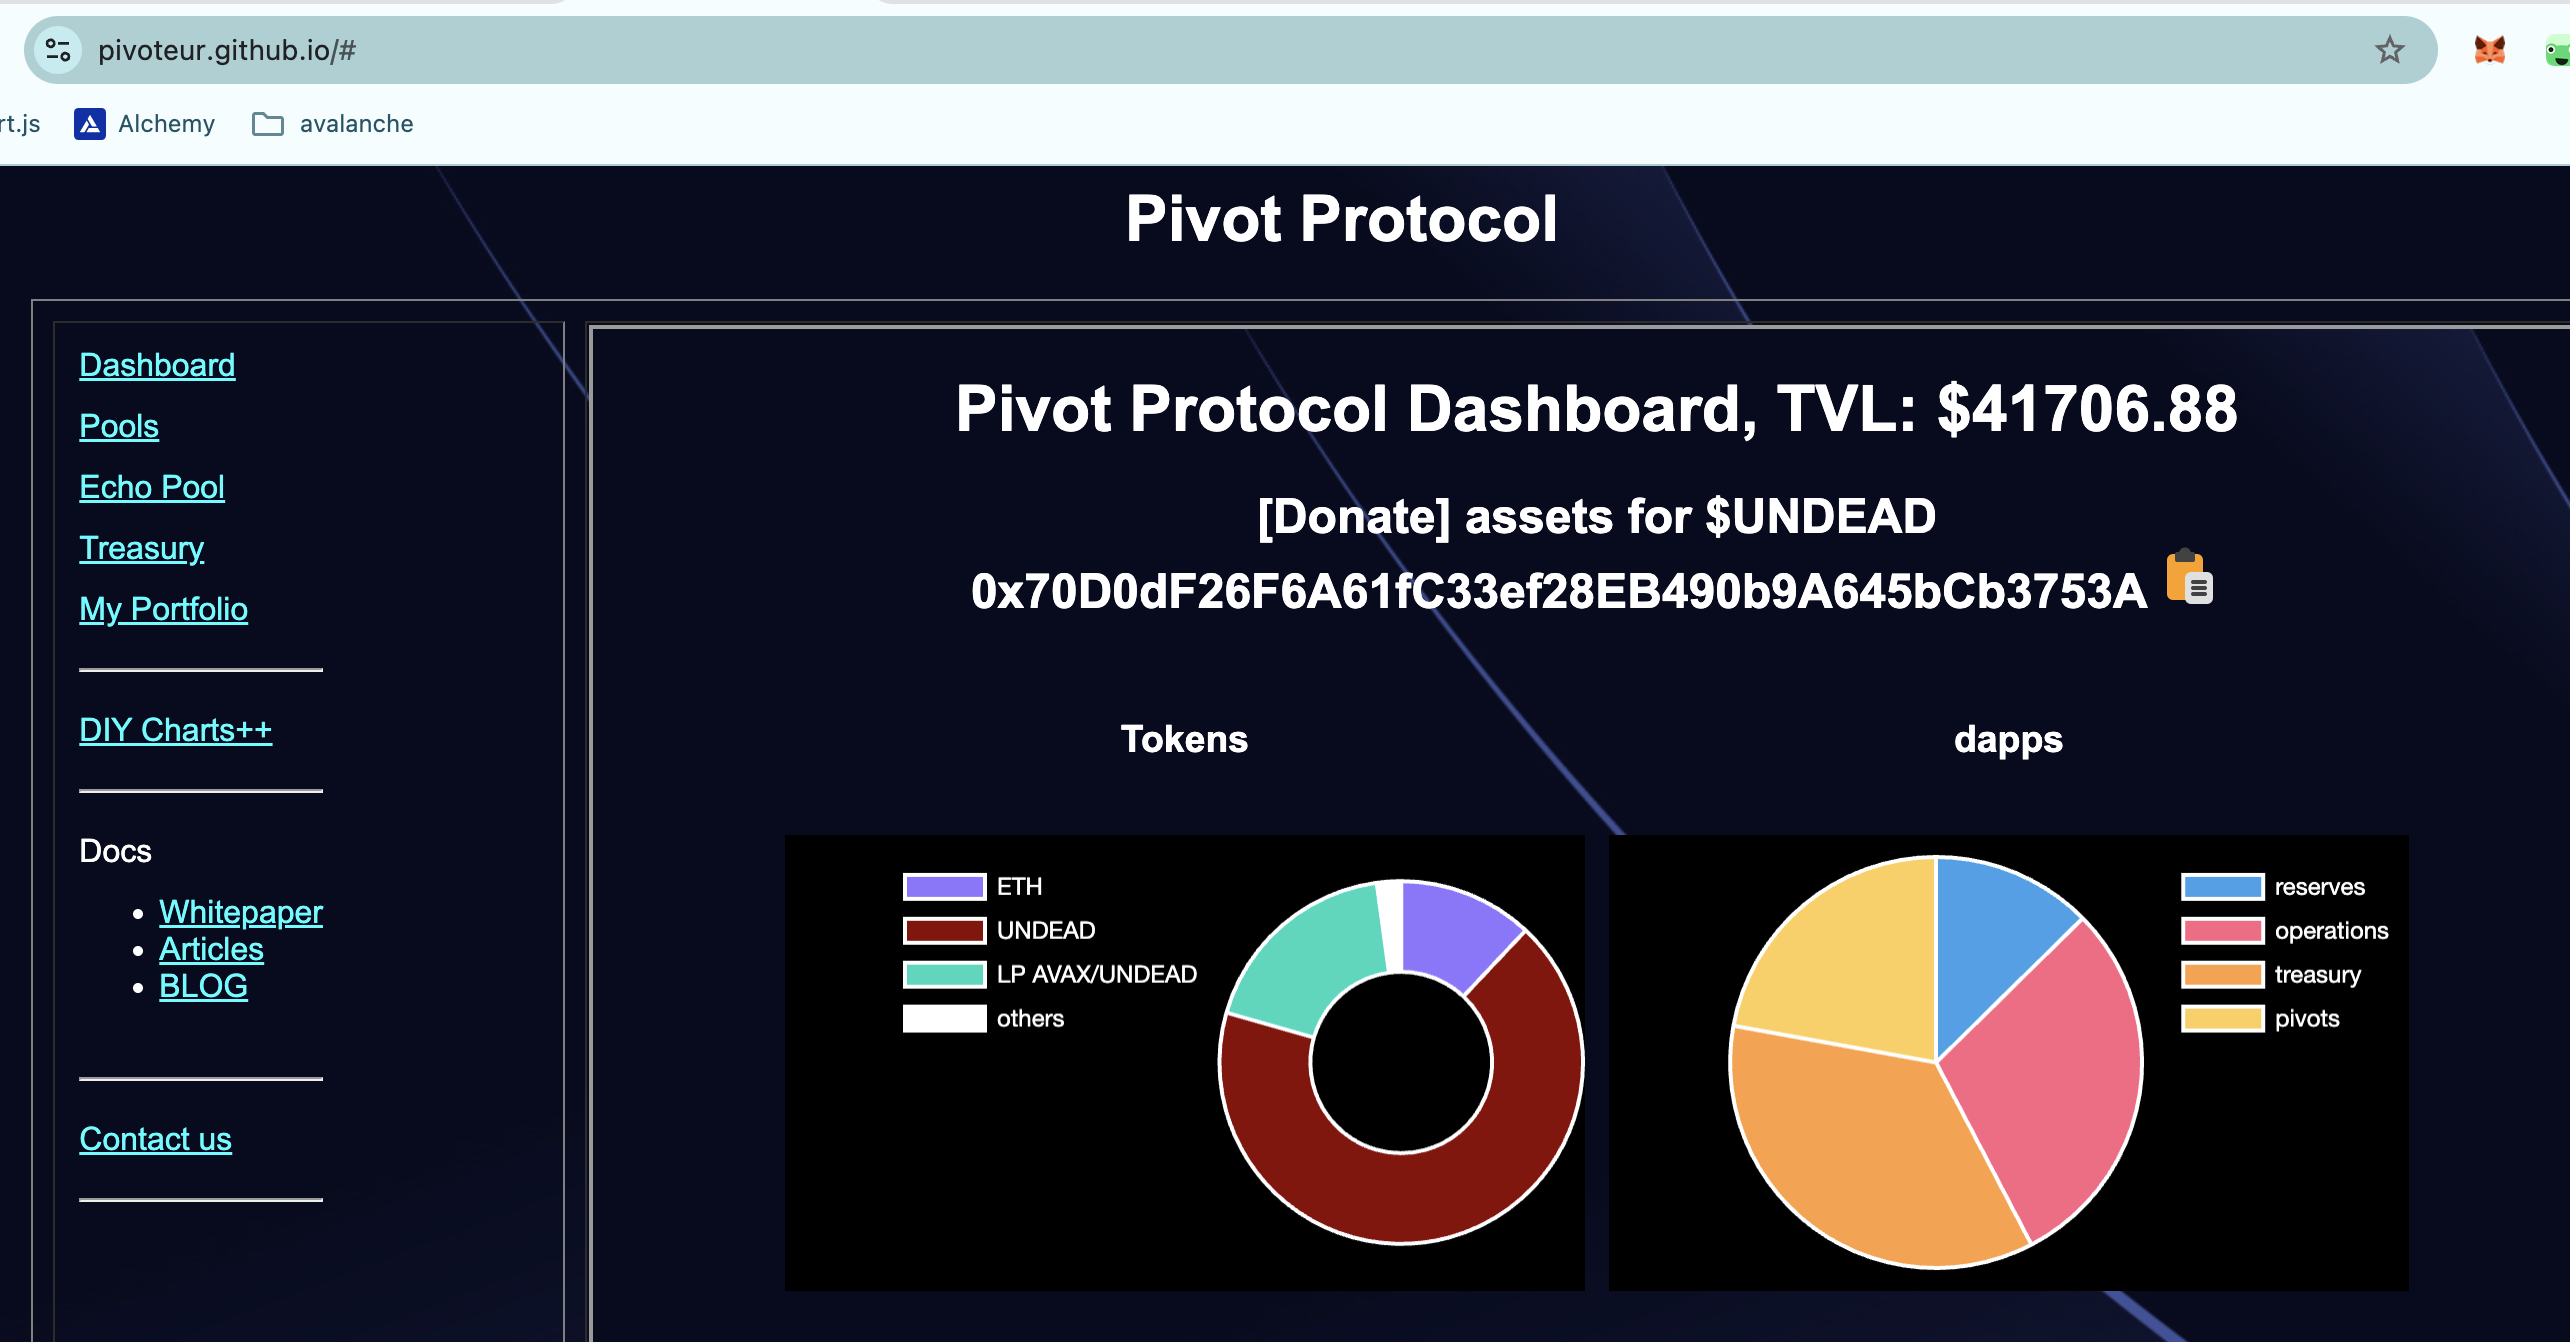 pivoteur.github.io/#
rt.js Alchemy avalanche
Pivot Protocol
Dashboard
Pools
Echo Pool
Treasury
My Portfolio
DIY Charts++
Docs
Whitepaper
Articles
BLOG
Contact us
Pivot Protocol Dashboard, TVL: $41706.88
[Donate] assets for $UNDEAD
0x70D0dF26F6A61fC33ef28EB490b9A645bCb3753A
Tokens
ETH
UNDEAD
LP AVAX/UNDEAD
others
dapps
reserves
operations
treasury
pivots